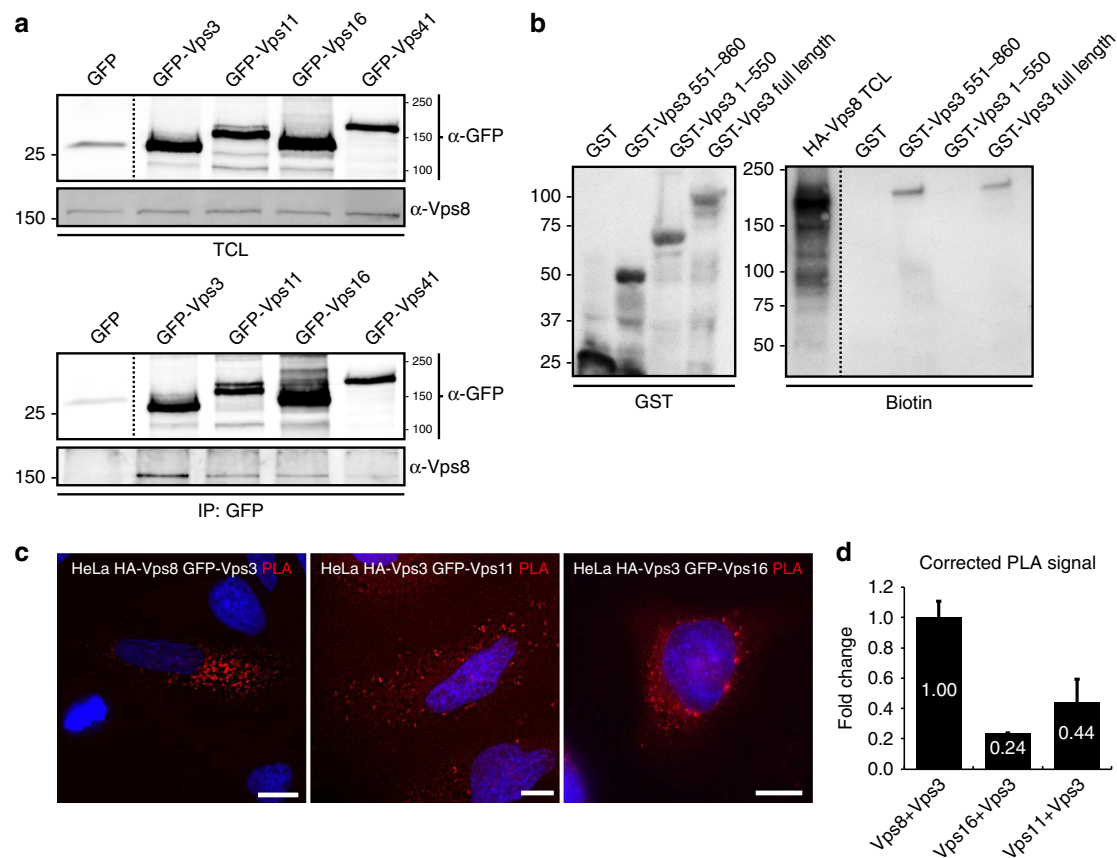 a
GFP
GFP-Vps3
GFP-Vps11
GFP-Vps16
GFP-Vps41
25
250
150
100
α-GFP
150
α-Vps8
TCL
GFP
GFP-Vps3
GFP-Vps11
GFP-Vps16
GFP-Vps41
25
250
150
100
α-GFP
150
α-Vps8
IP: GFP
b
GST
GST-Vps3 551–860
GST-Vps3 1–550
GST-Vps3 full length
100
75
50
37
25
GST
HA-Vps8 TCL
GST
GST-Vps3 551–860
GST-Vps3 1–550
GST-Vps3 full length
250
150
100
75
50
Biotin
c
HeLa HA-Vps8 GFP-Vps3 PLA
HeLa HA-Vps3 GFP-Vps11 PLA
HeLa HA-Vps3 GFP-Vps16 PLA
d
Corrected PLA signal
Fold change
1.2
1.0
0.8
0.6
0.4
0.2
0.0
1.00
0.24
0.44
Vps8+Vps3
Vps16+Vps3
Vps11+Vps3